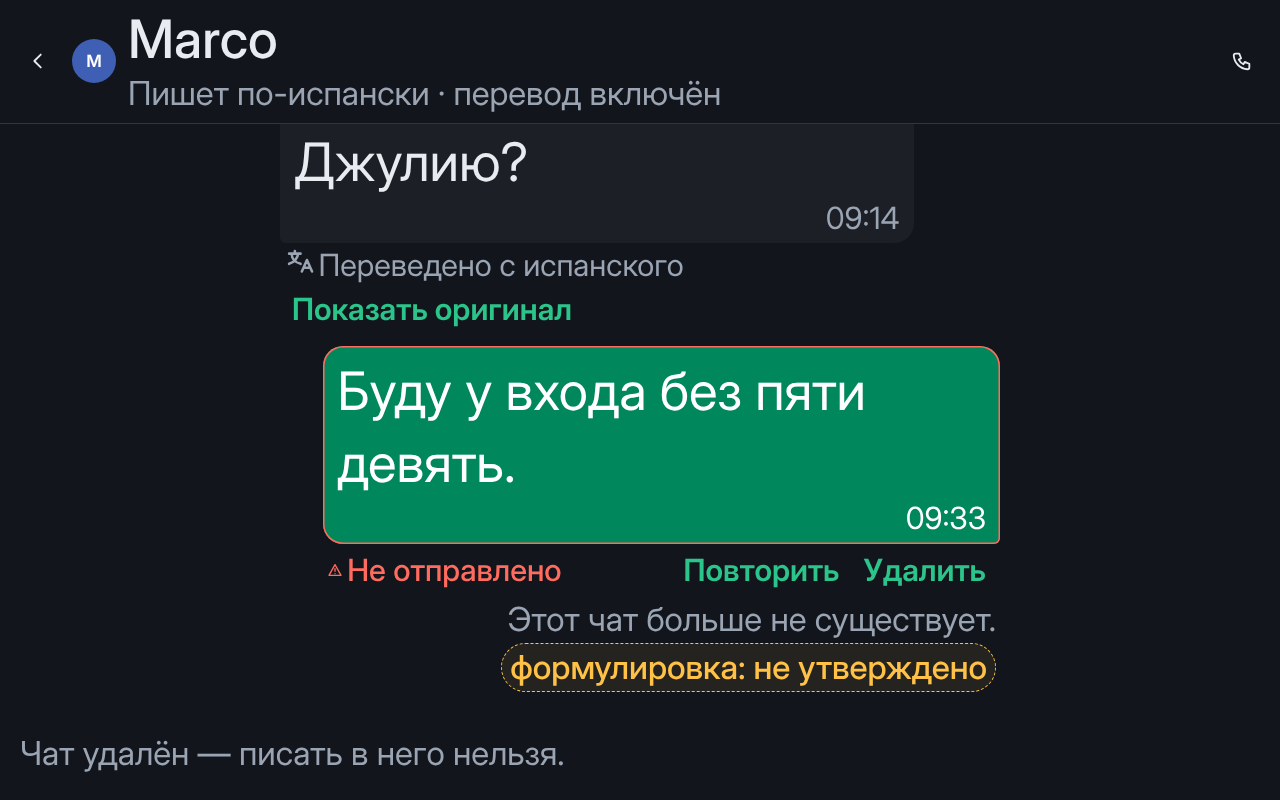 M
Marco
Пишет по-испански · перевод включён
Джулию?
09:14
Переведено с испанского
Показать оригинал
Буду у входа без пяти
девять.
09:33
Не отправлено Повторить Удалить
Этот чат больше не существует.
формулировка: не утверждено
Чат удалён — писать в него нельзя.